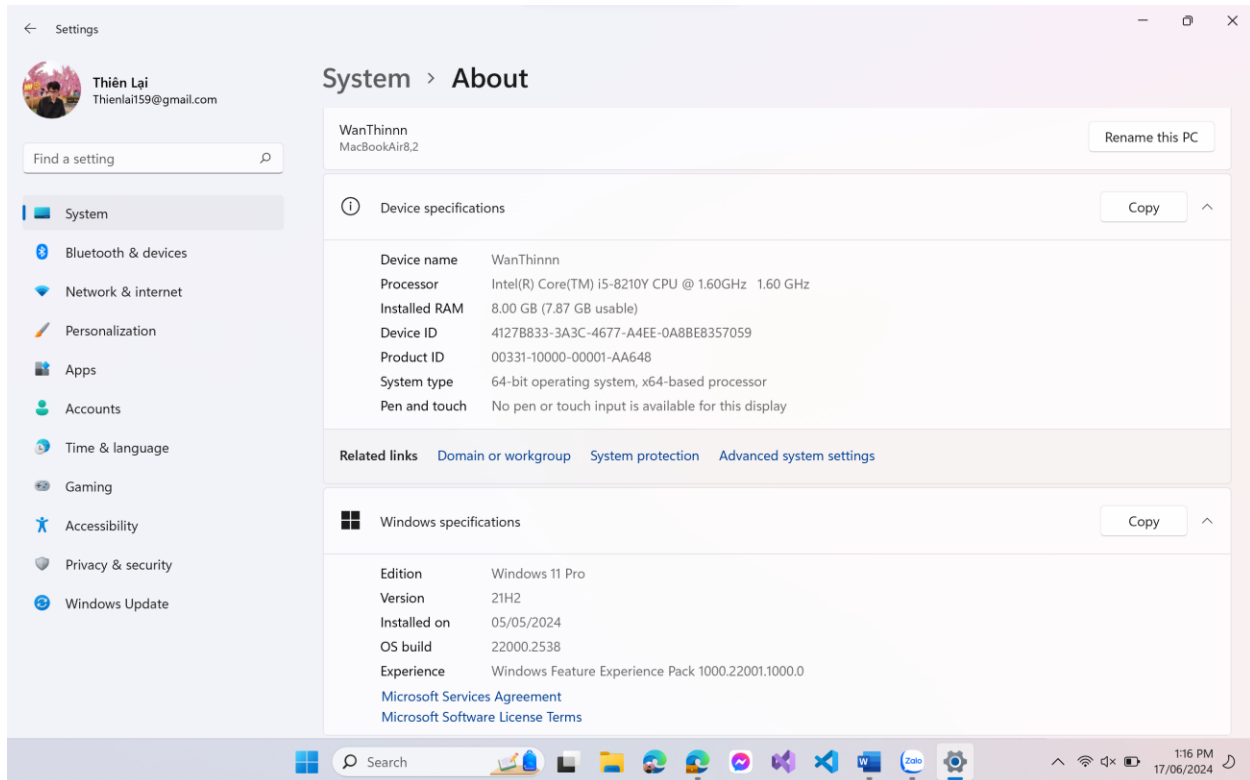 Settings
Thiên Lại
Thienlai159@gmail.com
Find a setting
System
Bluetooth & devices
Network & internet
Personalization
Apps
Accounts
Time & language
Gaming
Accessibility
Privacy & security
Windows Update
System > About
WanThinnn
MacBookAir8,2
Rename this PC
Device specifications
Copy
Device name WanThinnn
Processor Intel(R) Core(TM) i5-8210Y CPU @ 1.60GHz 1.60 GHz
Installed RAM 8.00 GB (7.87 GB usable)
Device ID 4127B833-3A3C-4677-A4EE-0A8BE8357059
Product ID 00331-10000-00001-AA648
System type 64-bit operating system, x64-based processor
Pen and touch No pen or touch input is available for this display
Related links Domain or workgroup System protection Advanced system settings
Windows specifications
Copy
Edition Windows 11 Pro
Version 21H2
Installed on 05/05/2024
OS build 22000.2538
Experience Windows Feature Experience Pack 1000.22001.1000.0
Microsoft Services Agreement
Microsoft Software License Terms
Search
W
Zalo
1:16 PM
17/06/2024